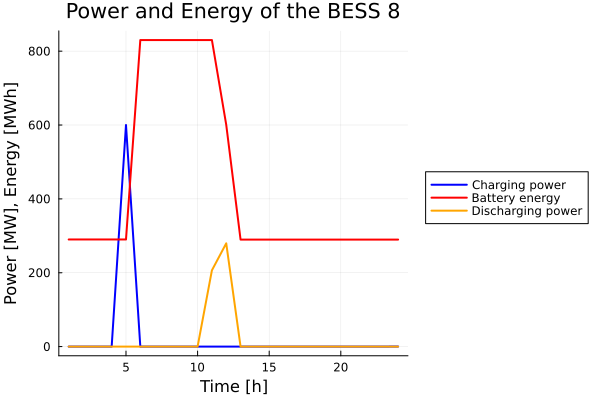 Power and Energy of the BESS 8
Power [MW], Energy [MWh]
800
600
400
200
0
5
10
15
20
Time [h]
Charging power
Battery energy
Discharging power